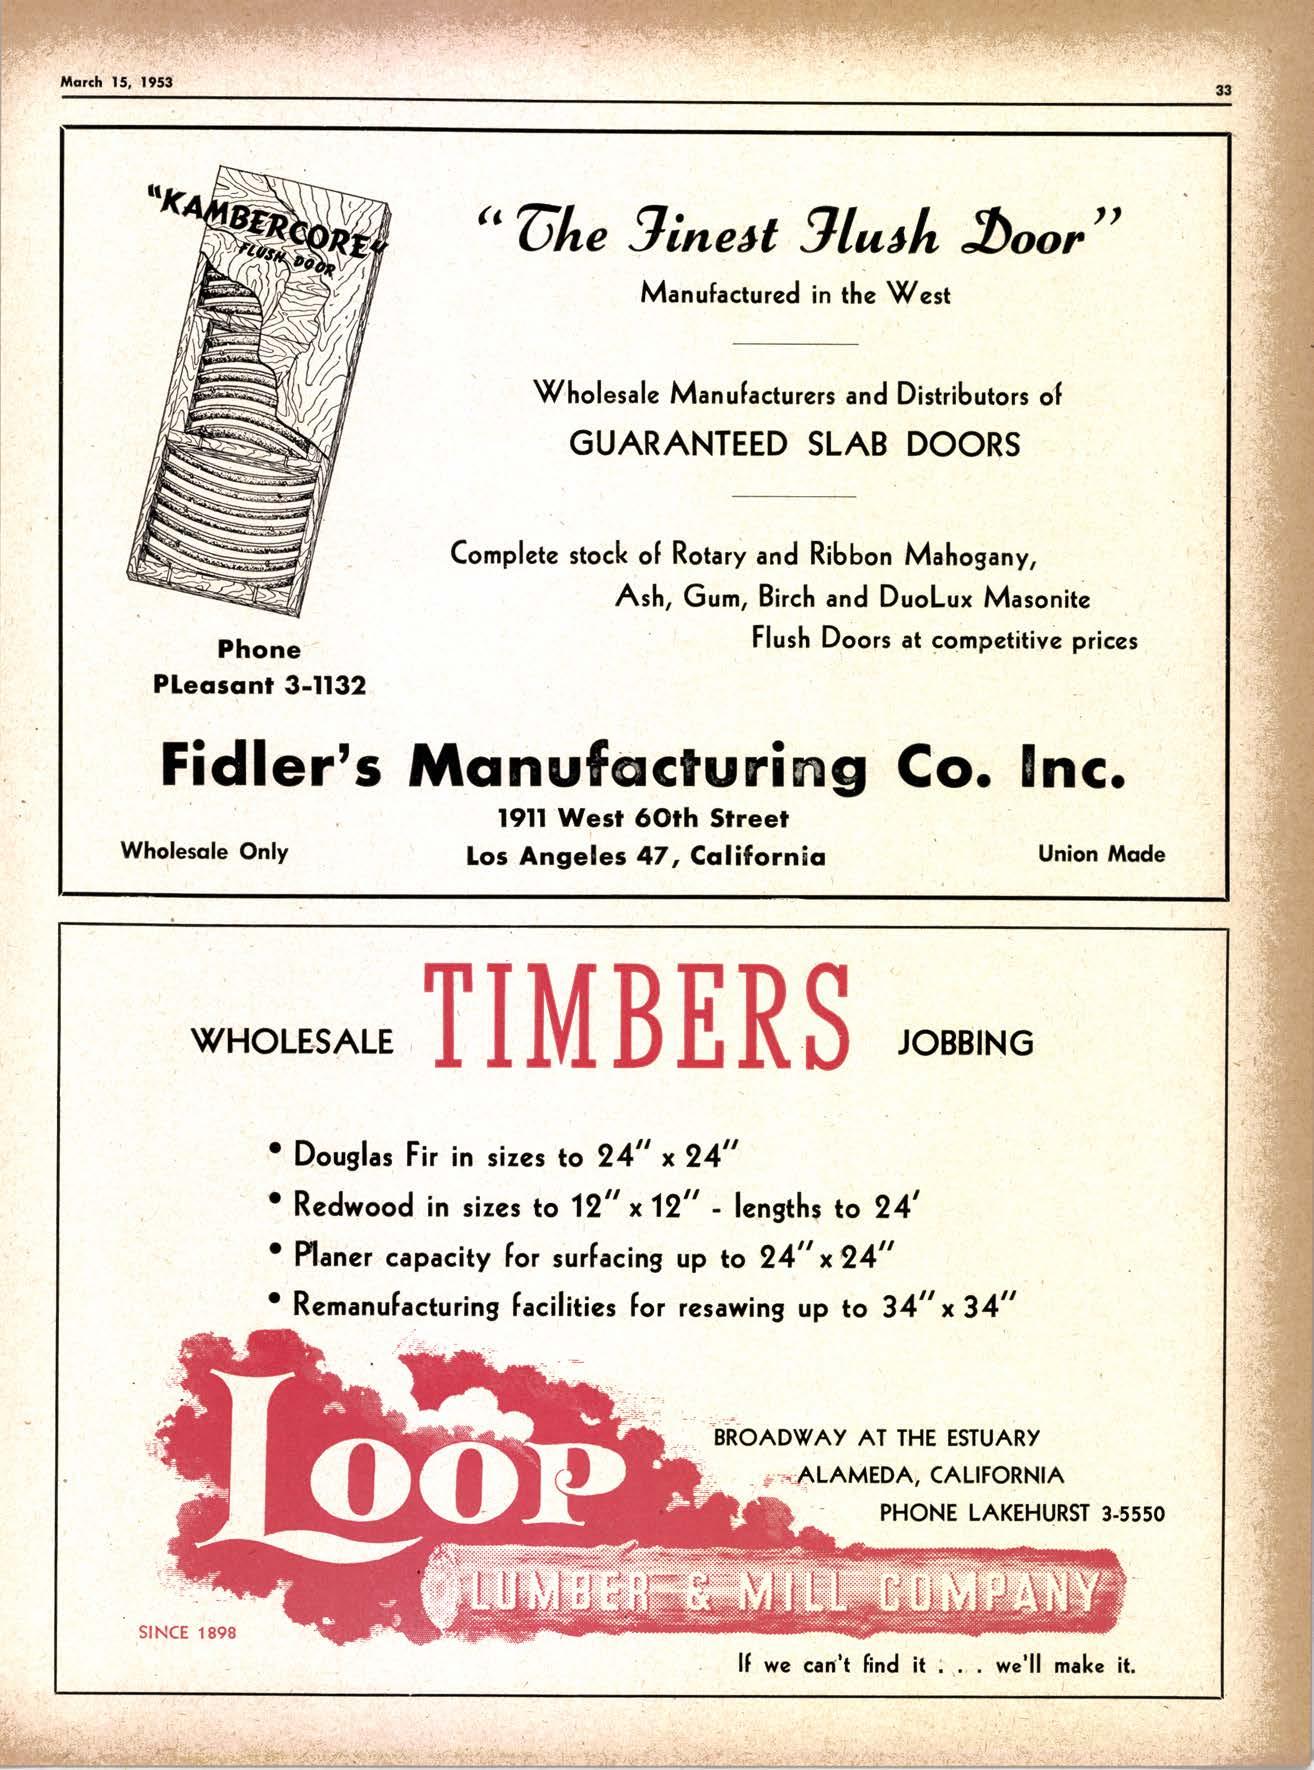 March 15, 1953
33
"KAMBERCORE"
FLUSH DOOR
"The Finest Flush Door"
Manufactured in the West
Wholesale Manufacturers and Distributors of
GUARANTEED SLAB DOORS
Complete stock of Rotary and Ribbon Mahogany,
Ash, Gum, Birch and DuoLux Masonite
Flush Doors at competitive prices
Phone
PLeasant 3-1132
Fidler's Manufacturing Co. Inc.
1911 West 60th Street
Wholesale Only
Los Angeles 47, California
Union Made
WHOLESALE TIMBERS JOBBING
• Douglas Fir in sizes to 24" x 24"
• Redwood in sizes to 12" x 12" - lengths to 24'
• Planer capacity for surfacing up to 24" x 24"
• Remanufacturing facilities for resawing up to 34" x 34"
LOOP
BROADWAY AT THE ESTUARY
ALAMEDA, CALIFORNIA
PHONE LAKEHURST 3-5550
LUMBER & MILL COMPANY
SINCE 1898
If we can't find it . . . we'll make it.